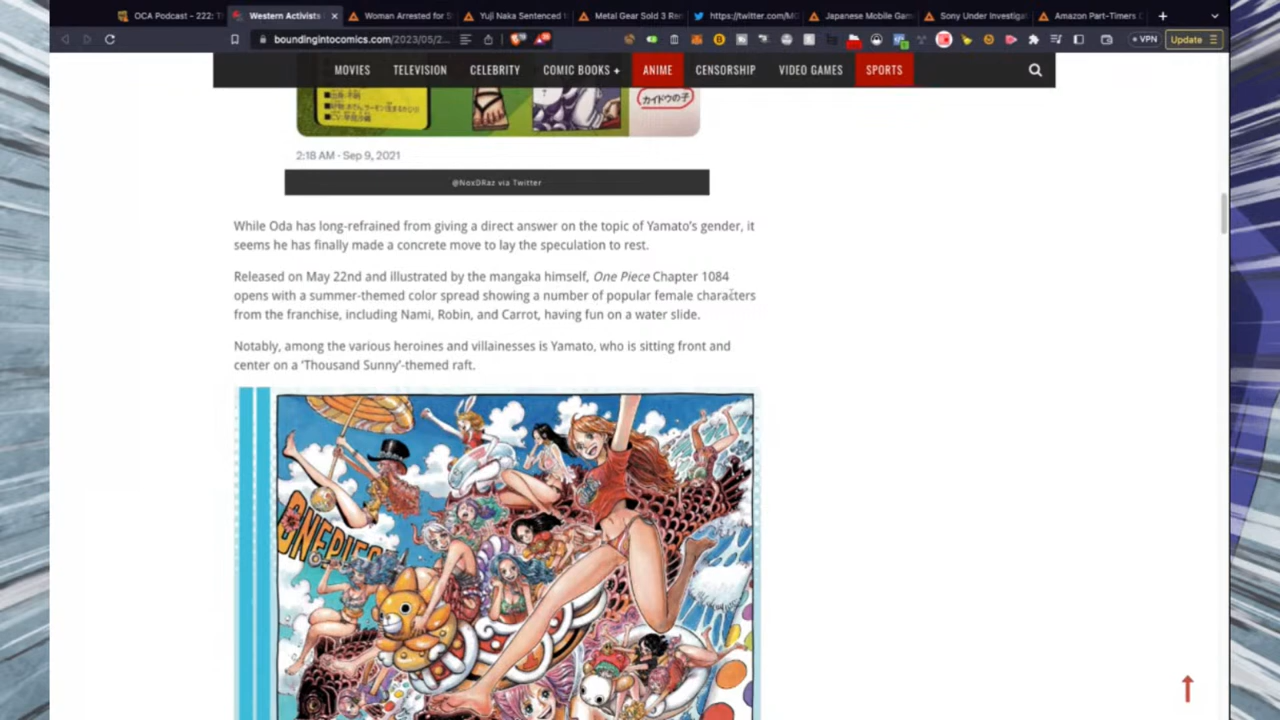 OCA Podcast - 222: T
Western Activists
Woman Arrested for S
Yuji Naka Sentenced t
Metal Gear Solid 3 Rem
https://twitter.com/MG
Japanese Mobile Gam
Sony Under Investigat
Amazon Part-Timers C
boundingintocomics.com/2023/05/2...
VPN
Update
MOVIES
TELEVISION
CELEBRITY
COMIC BOOKS +
ANIME
CENSORSHIP
VIDEO GAMES
SPORTS
カイドウの子
2:18 AM · Sep 9, 2021
@NoxDRaz via Twitter
While Oda has long-refrained from giving a direct answer on the topic of Yamato's gender, it
seems he has finally made a concrete move to lay the speculation to rest.
Released on May 22nd and illustrated by the mangaka himself, One Piece Chapter 1084
opens with a summer-themed color spread showing a number of popular female characters
from the franchise, including Nami, Robin, and Carrot, having fun on a water slide.
Notably, among the various heroines and villainesses is Yamato, who is sitting front and
center on a 'Thousand Sunny'-themed raft.
ONE PIECE